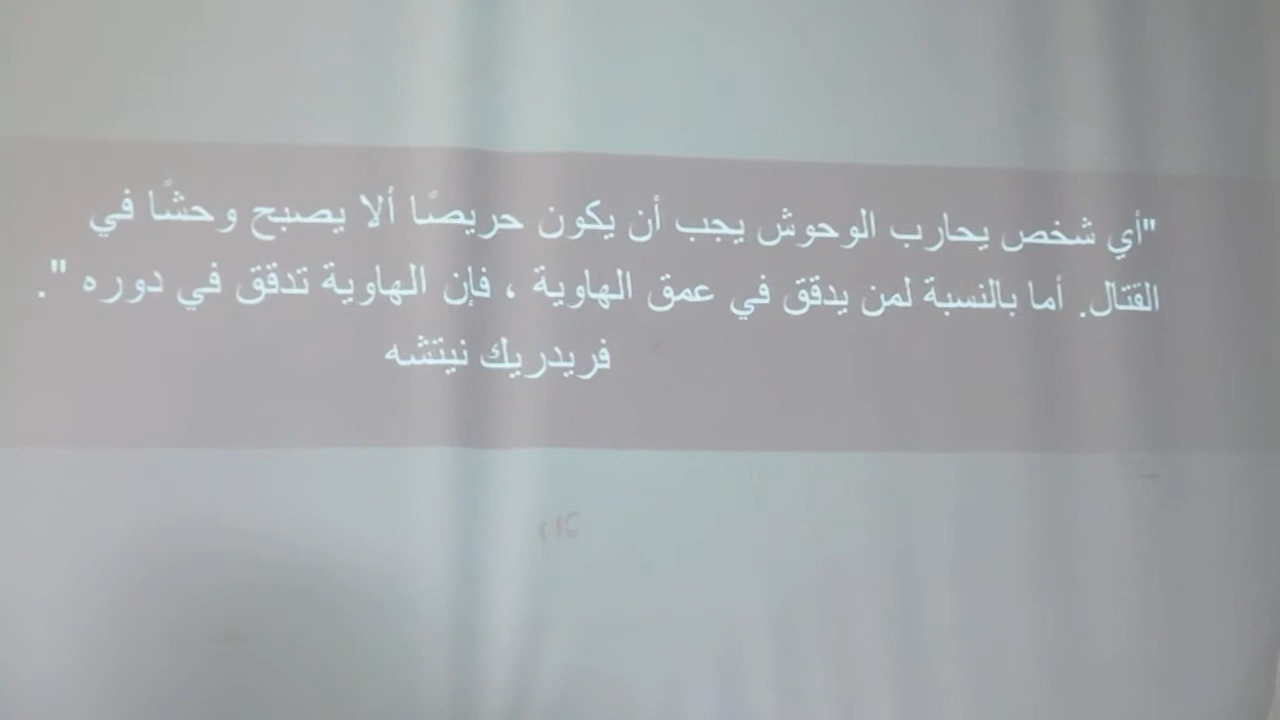 "أي شخص يحارب الوحوش يجب أن يكون حريصًا ألا يصبح وحشًا في
القتال. أما بالنسبة لمن يدقق في عمق الهاوية ، فإن الهاوية تدقق في دوره ".
فريدريك نيتشه